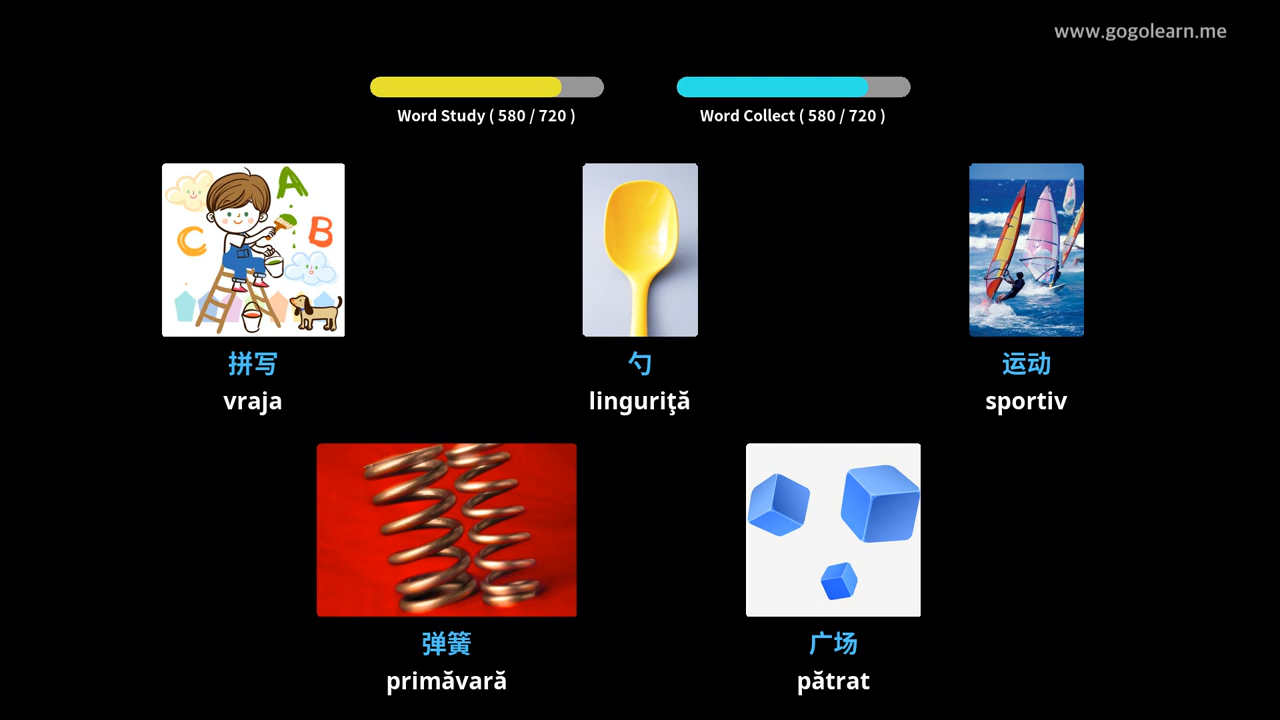 www.gogolearn.me
Word Study ( 580 / 720 )
Word Collect ( 580 / 720 )
A
B
C
拼写
vraja
勺
linguriţă
运动
sportiv
弹簧
primăvară
广场
pătrat